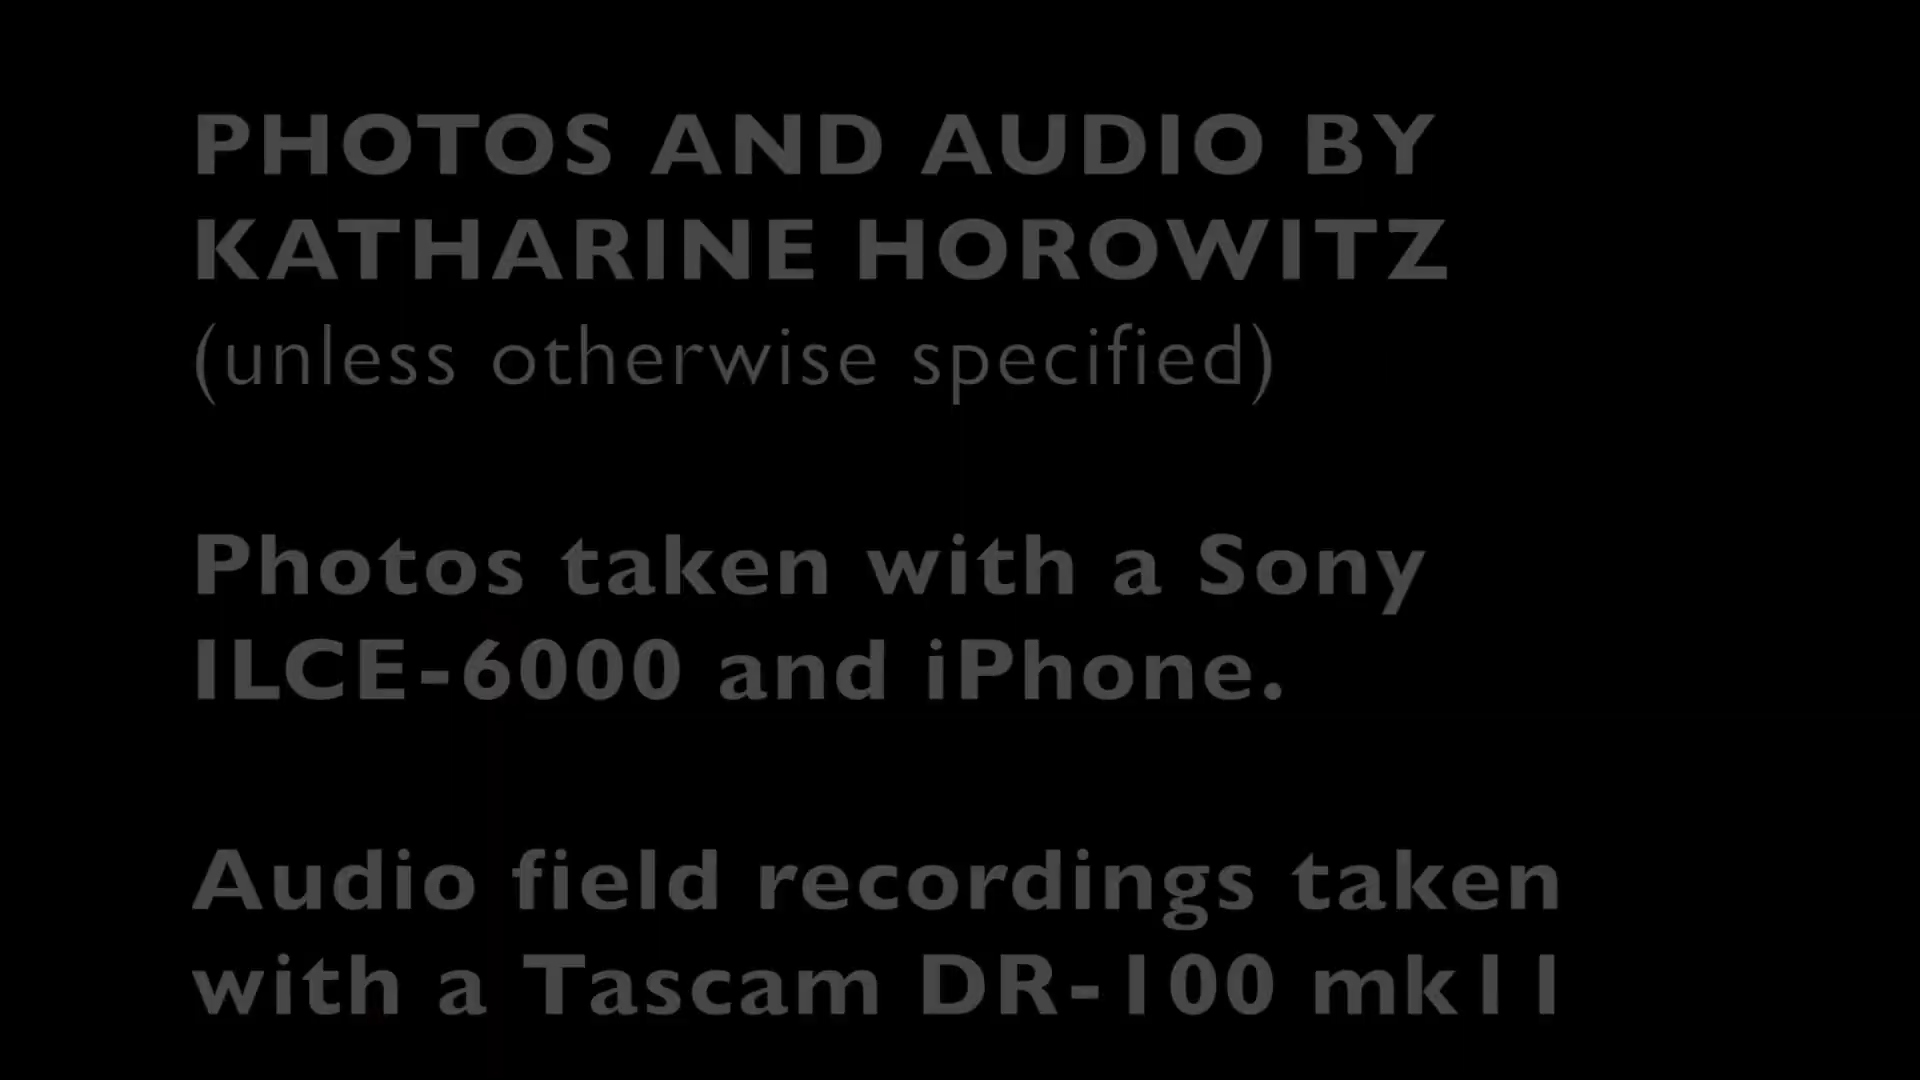 PHOTOS AND AUDIO BY
KATHARINE HOROWITZ
(unless otherwise specified)
Photos taken with a Sony
ILCE-6000 and iPhone.
Audio field recordings taken
with a Tascam DR-100 mk11